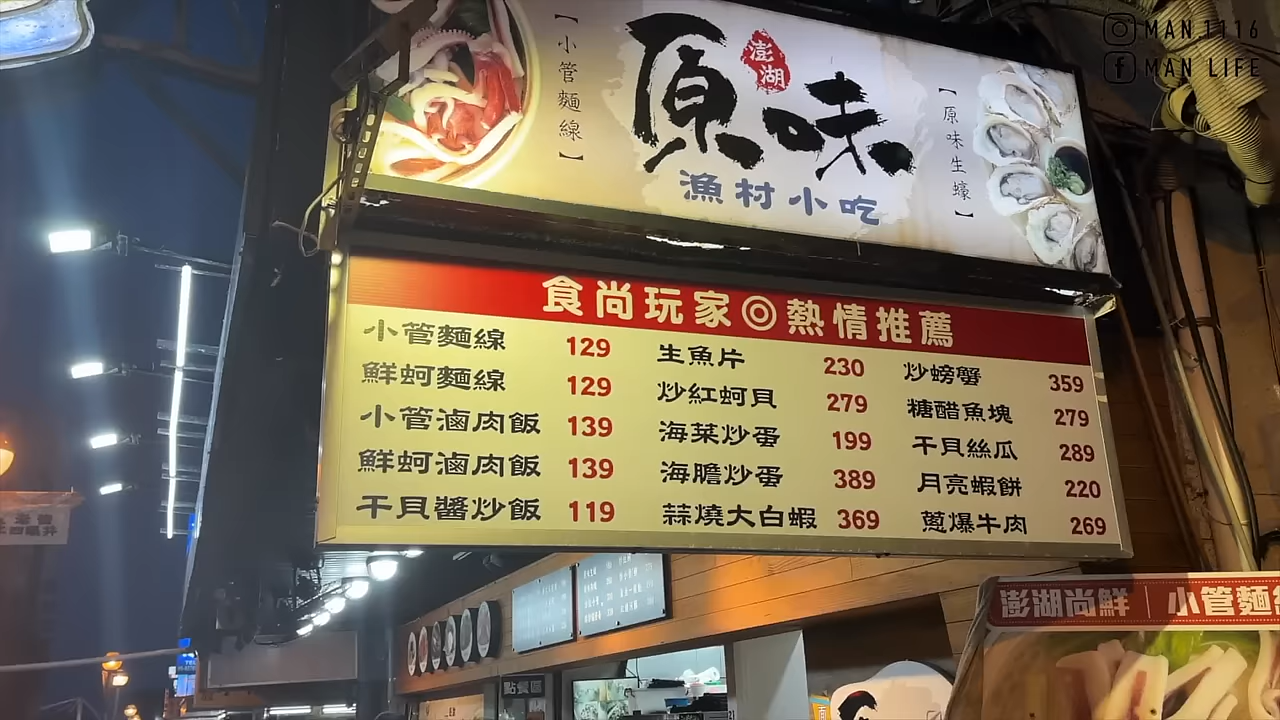 MAN.1116
MAN LIFE
【小管麵線】
原味
澎湖
漁村小吃
【原味生蠔】
食尚玩家◎熱情推薦
小管麵線 129
鮮蚵麵線 129
小管滷肉飯 139
鮮蚵滷肉飯 139
干貝醬炒飯 119
生魚片 230
炒紅蚵貝 279
海菜炒蛋 199
海膽炒蛋 389
蒜燒大白蝦 369
炒螃蟹 359
糖醋魚塊 279
干貝絲瓜 289
月亮蝦餅 220
蔥爆牛肉 269
點餐區
澎湖尚鮮｜小管麵